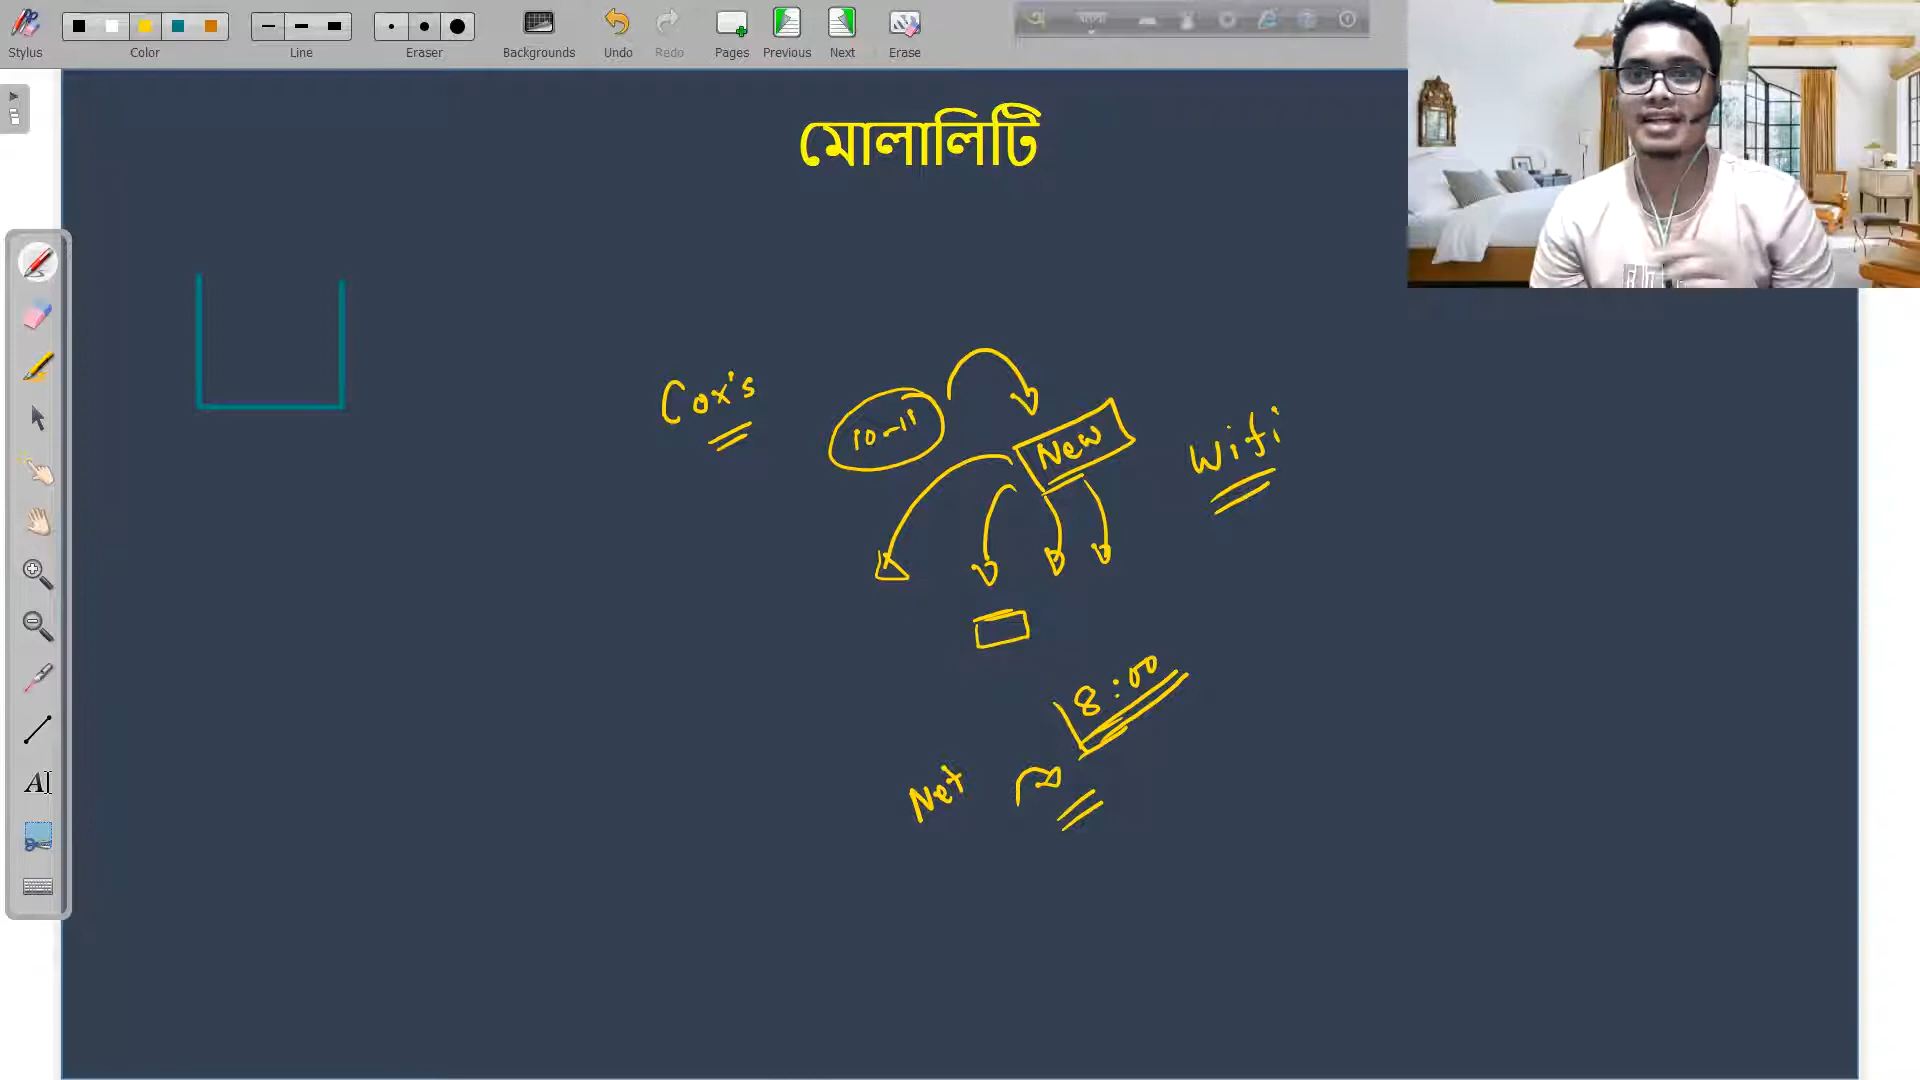 Stylus
Color
Line
Eraser
Backgrounds
Undo
Redo
Pages
Previous
Next
Erase
মোলালিটি
Cox's
10-11
New
Wifi
8:00
Net